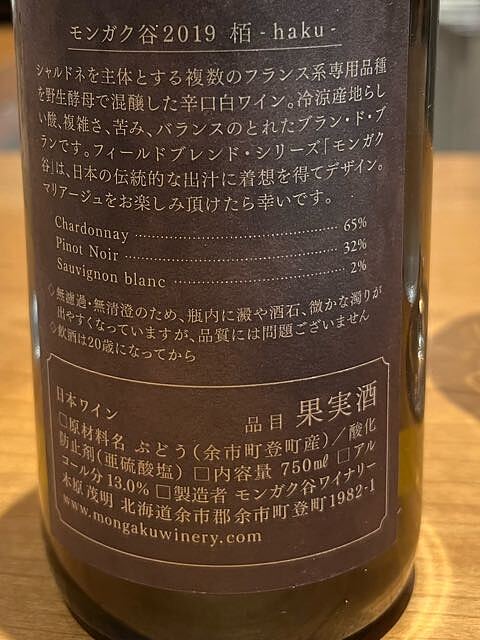 モンガク谷2019 栢 -haku-
シャルドネを主体とする複数のフランス系専用品種
を野生酵母で混醸した辛口白ワイン。冷涼産地らし
い酸、複雑さ、苦み、バランスのとれたブラン・ド・ブ
ランです。フィールドブレンド・シリーズ「モンガク
谷」は、日本の伝統的な出汁に着想を得てデザイン。
マリアージュをお楽しみ頂けたら幸いです。
Chardonnay 65%
Pinot Noir 32%
Sauvignon blanc 2%
◇無濾過・無清澄のため、瓶内に澱や酒石、微かな濁りが
出やすくなっていますが、品質には問題ございません
◇飲酒は20歳になってから
日本ワイン 品目 果実酒
□原材料名 ぶどう(余市町登町産)/酸化
防止剤(亜硫酸塩) □内容量 750㎖ □アル
コール分 13.0% □製造者 モンガク谷ワイナリー
木原 茂明 北海道余市郡余市町登町1982-1
www.mongakuwinery.com